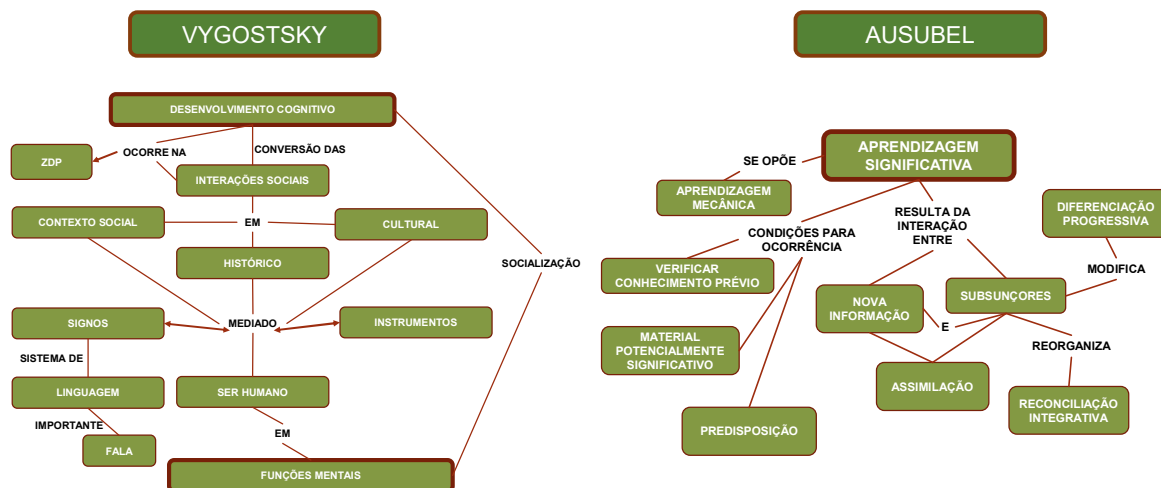 VYGOSTSKY
DESENVOLVIMENTO COGNITIVO
OCORRE NA
CONVERSÃO DAS
ZDP
INTERAÇÕES SOCIAIS
CONTEXTO SOCIAL
EM
CULTURAL
HISTÓRICO
SOCIALIZAÇÃO
SIGNOS
MEDIADO
INSTRUMENTOS
SISTEMA DE
LINGUAGEM
SER HUMANO
IMPORTANTE
FALA
EM
FUNÇÕES MENTAIS
AUSUBEL
APRENDIZAGEM
SIGNIFICATIVA
SE OPÕE
APRENDIZAGEM
MECÂNICA
CONDIÇÕES PARA
OCORRÊNCIA
RESULTA DA
INTERAÇÃO
ENTRE
DIFERENCIAÇÃO
PROGRESSIVA
VERIFICAR
CONHECIMENTO PRÉVIO
MODIFICA
NOVA
INFORMAÇÃO
E
SUBSUNÇORES
MATERIAL
POTENCIALMENTE
SIGNIFICATIVO
REORGANIZA
ASSIMILAÇÃO
RECONCILIAÇÃO
INTEGRATIVA
PREDISPOSIÇÃO